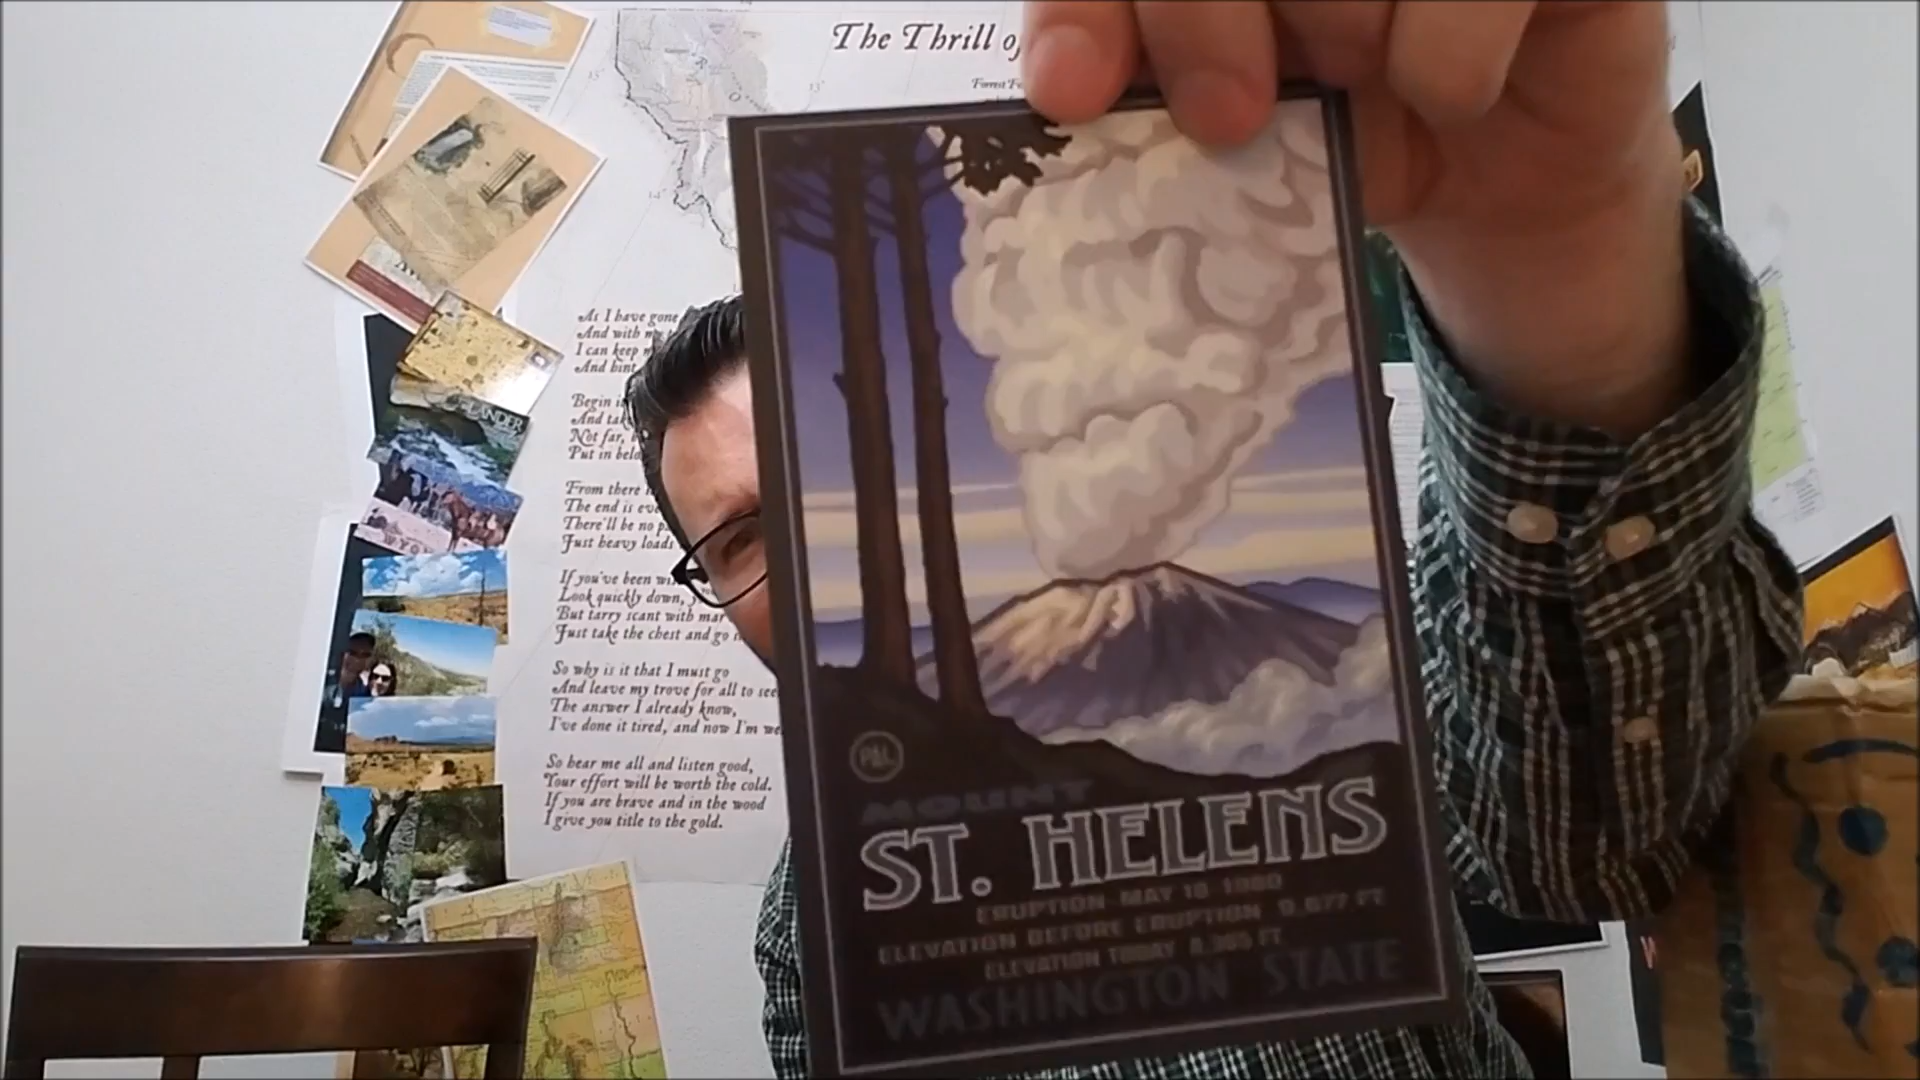 The Thrill of
As I have gone
And with m
I can keep
And hint
Begin i
And tak
Not far,
Put in belo
From there
The end is eve
There'll be no p
Just heavy loads
If you've been wi
Look quickly down,
But tarry scant with mar
Just take the chest and go
So why is it that I must go
And leave my trove for all to see
The answer I already know,
I've done it tired, and now I'm we
So hear me all and listen good,
Your effort will be worth the cold.
If you are brave and in the wood
I give you title to the gold.
LANDER
MOUNT
ST. HELENS
ERUPTION MAY 18 1980
ELEVATION BEFORE ERUPTION 9,677 FT
ELEVATION TODAY 8,365 FT
WASHINGTON STATE